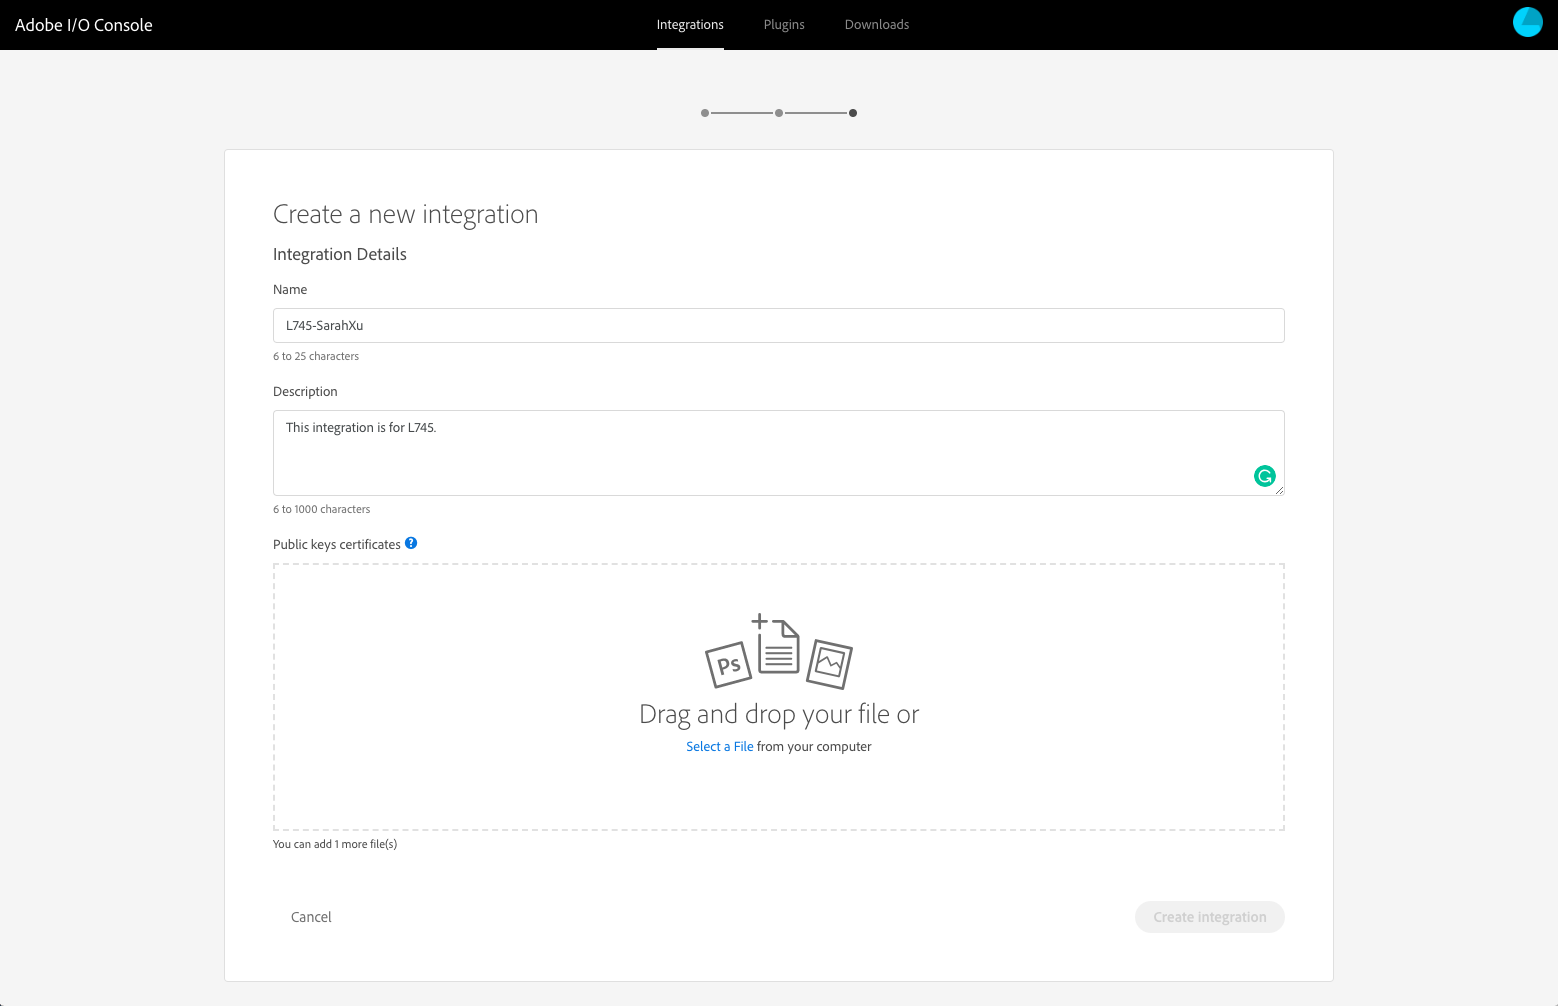 Adobe I/O Console
Integrations
Plugins
Downloads
Create a new integration
Integration Details
Name
L745-SarahXu
6 to 25 characters
Description
This integration is for L745.
6 to 1000 characters
Public keys certificates ?
Ps
Drag and drop your file or
Select a File from your computer
You can add 1 more file(s)
Cancel
Create integration